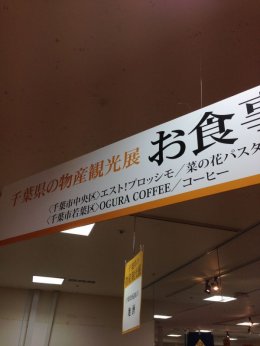 千葉県の物産観光展
お食事
〈千葉市中央区〉エスト!プロッシモ/菜の花パスタ
〈千葉市若葉区〉OGURA COFFEE/コーヒー